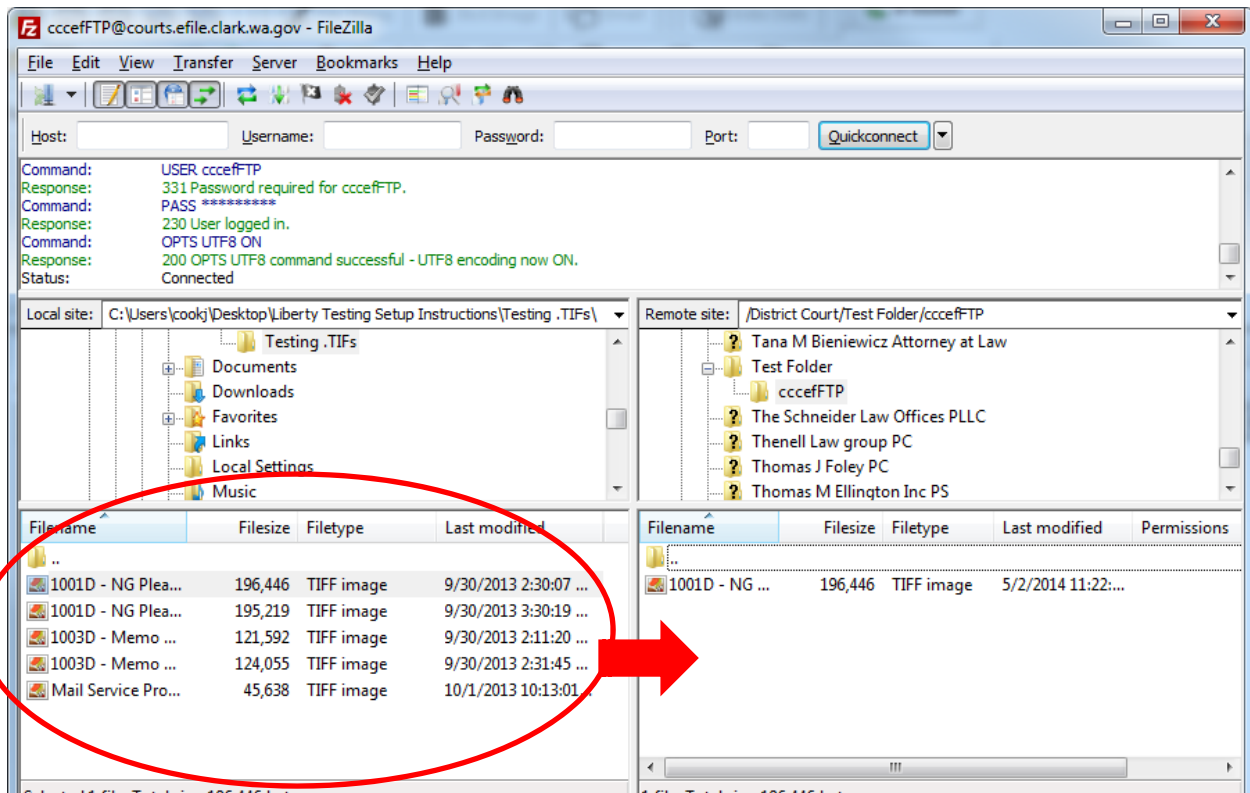 cccefFTP@courts.efile.clark.wa.gov - FileZilla
File Edit View Transfer Server Bookmarks Help
Host: Username: Password: Port: Quickconnect
Command: USER cccefFTP
Response: 331 Password required for cccefFTP.
Command: PASS *********
Response: 230 User logged in.
Command: OPTS UTF8 ON
Response: 200 OPTS UTF8 command successful - UTF8 encoding now ON.
Status: Connected
Local site: C:\Users\cookj\Desktop\Liberty Testing Setup Instructions\Testing .TIFs\
Testing .TIFs
Documents
Downloads
Favorites
Links
Local Settings
Music
Remote site: /District Court/Test Folder/cccefFTP
Tana M Bieniewicz Attorney at Law
Test Folder
cccefFTP
The Schneider Law Offices PLLC
Thenell Law group PC
Thomas J Foley PC
Thomas M Ellington Inc PS
Filename Filesize Filetype Last modified
..
1001D - NG Plea... 196,446 TIFF image 9/30/2013 2:30:07 ...
1001D - NG Plea... 195,219 TIFF image 9/30/2013 3:30:19 ...
1003D - Memo ... 121,592 TIFF image 9/30/2013 2:11:20 ...
1003D - Memo ... 124,055 TIFF image 9/30/2013 2:31:45 ...
Mail Service Pro... 45,638 TIFF image 10/1/2013 10:13:01...
Filename Filesize Filetype Last modified Permissions
..
1001D - NG ... 196,446 TIFF image 5/2/2014 11:22:...